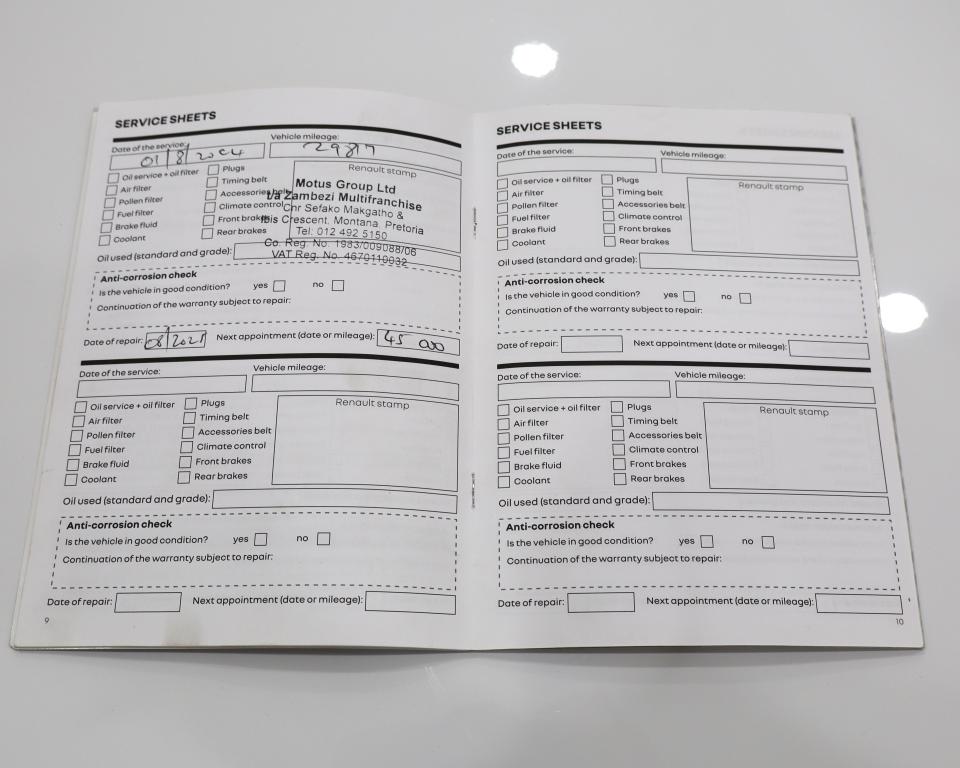 SERVICE SHEETS
Date of the service: Vehicle mileage:
01/8/2024 29877
Renault stamp
Oil service + oil filter Plugs
Air filter Timing belt
Pollen filter Accessories belt
Fuel filter Climate control
Brake fluid Front brakes
Coolant Rear brakes
Motus Group Ltd
t/a Zambezi Multifranchise
Cnr Sefako Makgatho &
Ibis Crescent, Montana, Pretoria
Tel: 012 492 5150
Co. Reg. No. 1983/009088/06
VAT Reg. No. 4670110032
Oil used (standard and grade):
Anti-corrosion check
Is the vehicle in good condition? yes no
Continuation of the warranty subject to repair:
Date of repair: 08/2025 Next appointment (date or mileage): 45 000
Date of the service: Vehicle mileage:
Renault stamp
Oil service + oil filter Plugs
Air filter Timing belt
Pollen filter Accessories belt
Fuel filter Climate control
Brake fluid Front brakes
Coolant Rear brakes
Oil used (standard and grade):
Anti-corrosion check
Is the vehicle in good condition? yes no
Continuation of the warranty subject to repair:
Date of repair: Next appointment (date or mileage):
9
SERVICE SHEETS
Date of the service: Vehicle mileage:
Renault stamp
Oil service + oil filter Plugs
Air filter Timing belt
Pollen filter Accessories belt
Fuel filter Climate control
Brake fluid Front brakes
Coolant Rear brakes
Oil used (standard and grade):
Anti-corrosion check
Is the vehicle in good condition? yes no
Continuation of the warranty subject to repair:
Date of repair: Next appointment (date or mileage):
Date of the service: Vehicle mileage:
Renault stamp
Oil service + oil filter Plugs
Air filter Timing belt
Pollen filter Accessories belt
Fuel filter Climate control
Brake fluid Front brakes
Coolant Rear brakes
Oil used (standard and grade):
Anti-corrosion check
Is the vehicle in good condition? yes no
Continuation of the warranty subject to repair:
Date of repair: Next appointment (date or mileage):
10